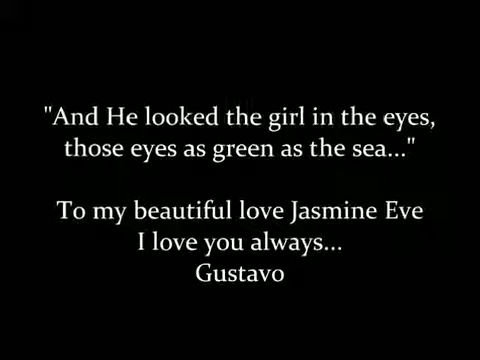 "And He looked the girl in the eyes,
those eyes as green as the sea..."
To my beautiful love Jasmine Eve
I love you always...
Gustavo